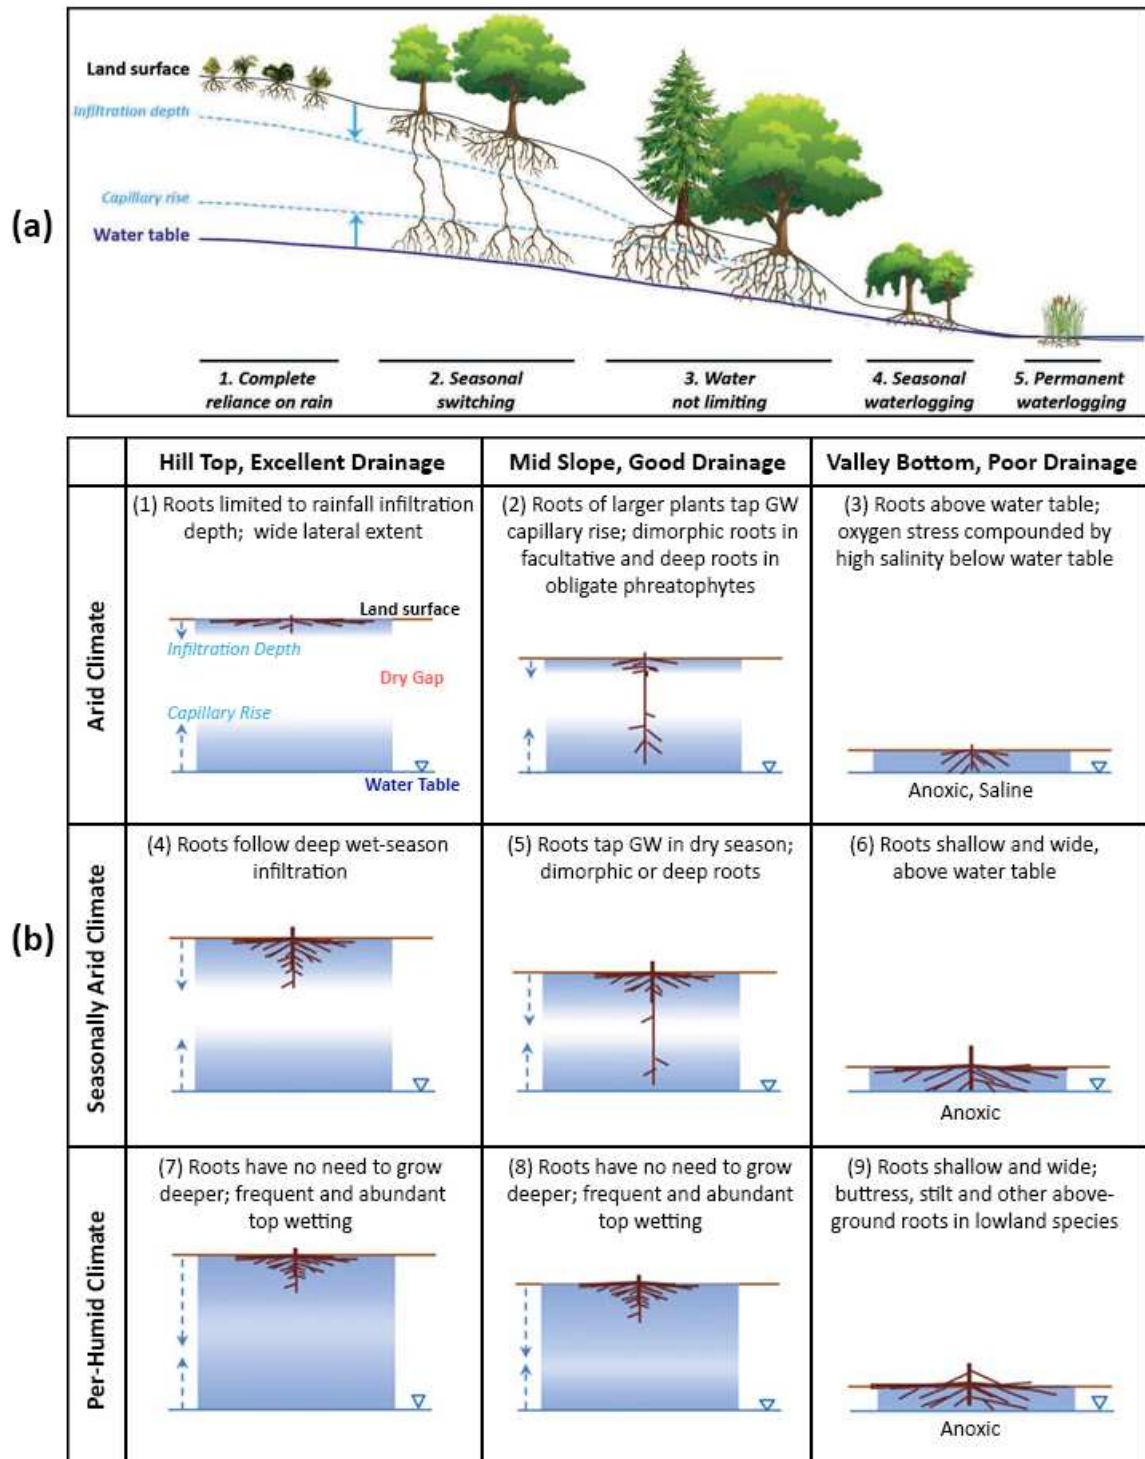 (a)
Land surface
Infiltration depth
Capillary rise
Water table
1. Complete
reliance on rain
2. Seasonal
switching
3. Water
not limiting
4. Seasonal
waterlogging
5. Permanent
waterlogging
(b)
Hill Top, Excellent Drainage
Mid Slope, Good Drainage
Valley Bottom, Poor Drainage
Arid Climate
(1) Roots limited to rainfall infiltration
depth; wide lateral extent
Land surface
Infiltration Depth
Dry Gap
Capillary Rise
Water Table
(2) Roots of larger plants tap GW
capillary rise; dimorphic roots in
facultative and deep roots in
obligate phreatophytes
(3) Roots above water table;
oxygen stress compounded by
high salinity below water table
Anoxic, Saline
Seasonally Arid Climate
(4) Roots follow deep wet-season
infiltration
(5) Roots tap GW in dry season;
dimorphic or deep roots
(6) Roots shallow and wide,
above water table
Anoxic
Per-Humid Climate
(7) Roots have no need to grow
deeper; frequent and abundant
top wetting
(8) Roots have no need to grow
deeper; frequent and abundant
top wetting
(9) Roots shallow and wide;
buttress, stilt and other above-
ground roots in lowland species
Anoxic